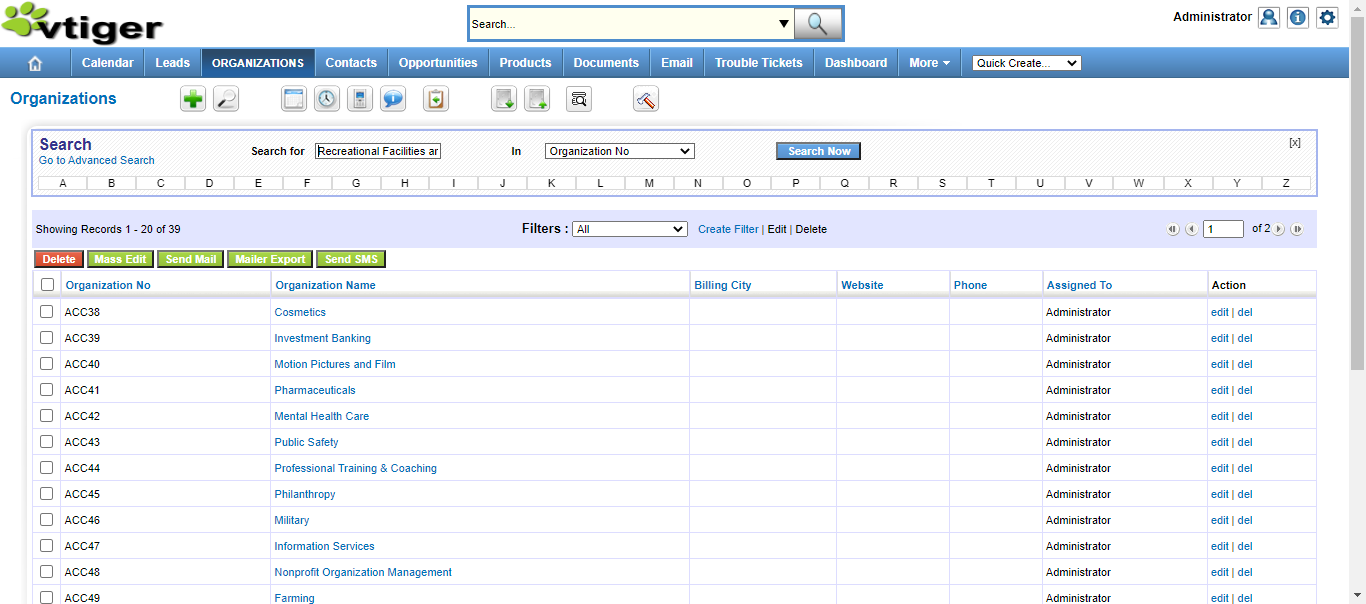 vtiger
Search...
Administrator
Calendar Leads ORGANIZATIONS Contacts Opportunities Products Documents Email Trouble Tickets Dashboard More Quick Create...
Organizations
Search
Go to Advanced Search
Search for Recreational Facilities ar In Organization No Search Now [x]
A B C D E F G H I J K L M N O P Q R S T U V W X Y Z
Showing Records 1 - 20 of 39 Filters : All Create Filter | Edit | Delete 1 of 2
Delete Mass Edit Send Mail Mailer Export Send SMS
Organization No Organization Name Billing City Website Phone Assigned To Action
ACC38 Cosmetics Administrator edit | del
ACC39 Investment Banking Administrator edit | del
ACC40 Motion Pictures and Film Administrator edit | del
ACC41 Pharmaceuticals Administrator edit | del
ACC42 Mental Health Care Administrator edit | del
ACC43 Public Safety Administrator edit | del
ACC44 Professional Training & Coaching Administrator edit | del
ACC45 Philanthropy Administrator edit | del
ACC46 Military Administrator edit | del
ACC47 Information Services Administrator edit | del
ACC48 Nonprofit Organization Management Administrator edit | del
ACC49 Farming Administrator edit | del